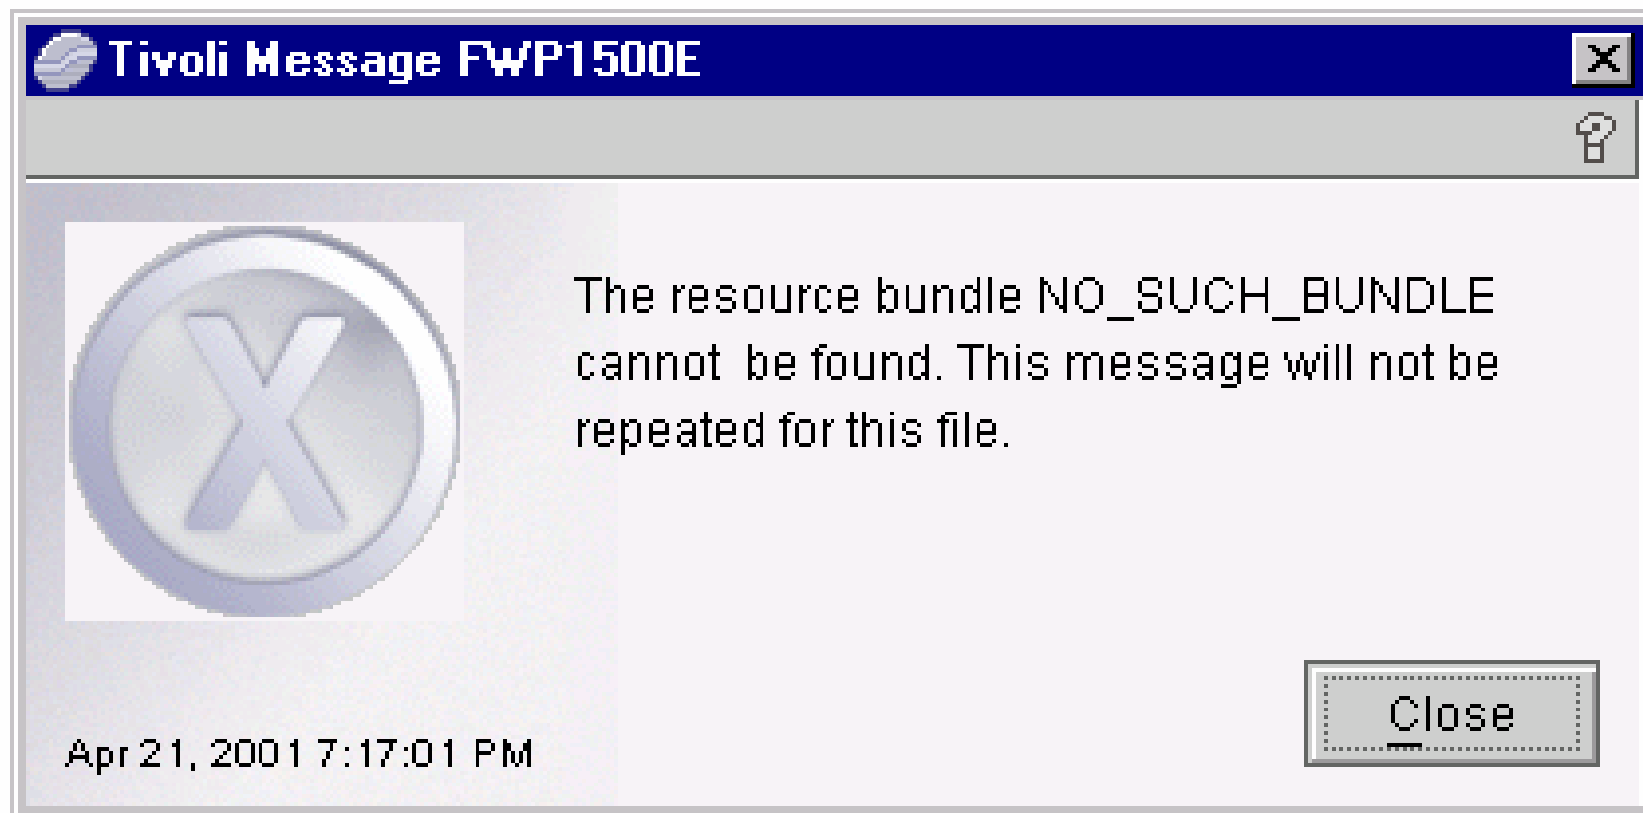 Tivoli Message FWP1500E
The resource bundle NO_SUCH_BUNDLE
cannot  be found. This message will not be
repeated for this file.
Close
Apr 21, 2001 7:17:01 PM